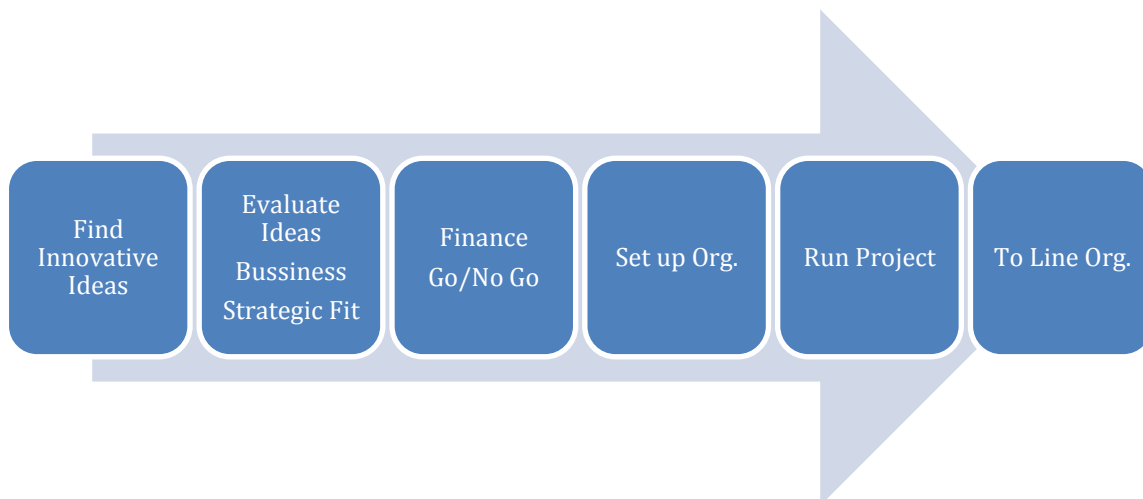 Find
Innovative
Ideas
Evaluate
Ideas
Bussiness
Strategic Fit
Finance
Go/No Go
Set up Org.
Run Project
To Line Org.